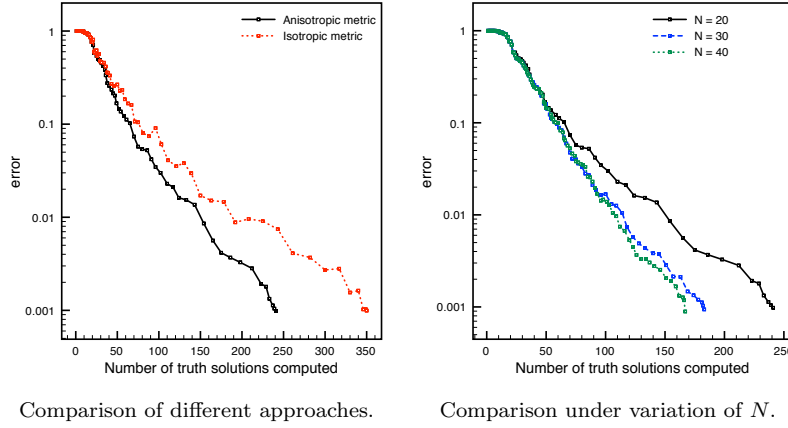 Anisotropic metric
Isotropic metric
1
0.1
0.01
0.001
error
0 50 100 150 200 250 300 350
Number of truth solutions computed
Comparison of different approaches.
N = 20
N = 30
N = 40
1
0.1
0.01
0.001
error
0 50 100 150 200 250
Number of truth solutions computed
Comparison under variation of N.